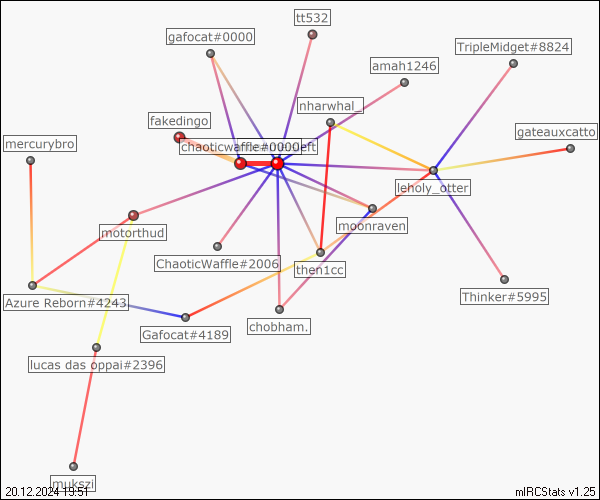 tt532
gafocat#0000
TripleMidget#8824
amah1246
nharwhal_
fakedingo
gateauxcatto
mercurybro
chaoticwaffle#0000
leholy_otter
motorthud
moonraven
ChaoticWaffle#2006
then1cc
Azure Reborn#4243
Thinker#5995
chobham.
Gafocat#4189
lucas das oppai#2396
mukszi
20.12.2024 19:51
mIRCStats v1.25